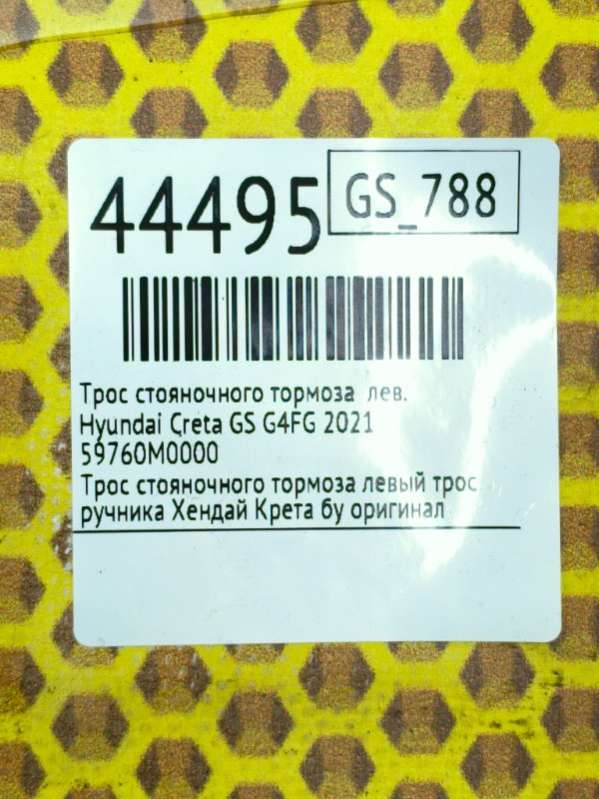 44495
GS_788
Трос стояночного тормоза лев.
Hyundai Creta GS G4FG 2021
59760M0000
Трос стояночного тормоза левый трос
ручника Хендай Крета бу оригинал